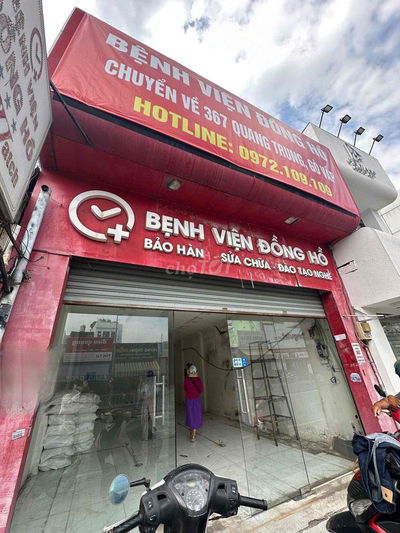 BỆNH VIỆN ĐỒNG HỒ
CHUYỂN VỀ 367 QUANG TRUNG, GÒ VẤP
HOTLINE: 0972.109.109
BỆNH VIỆN ĐỒNG HỒ
BẢO HÀN - SỬA CHỮA - ĐÀO TẠO NGHỀ